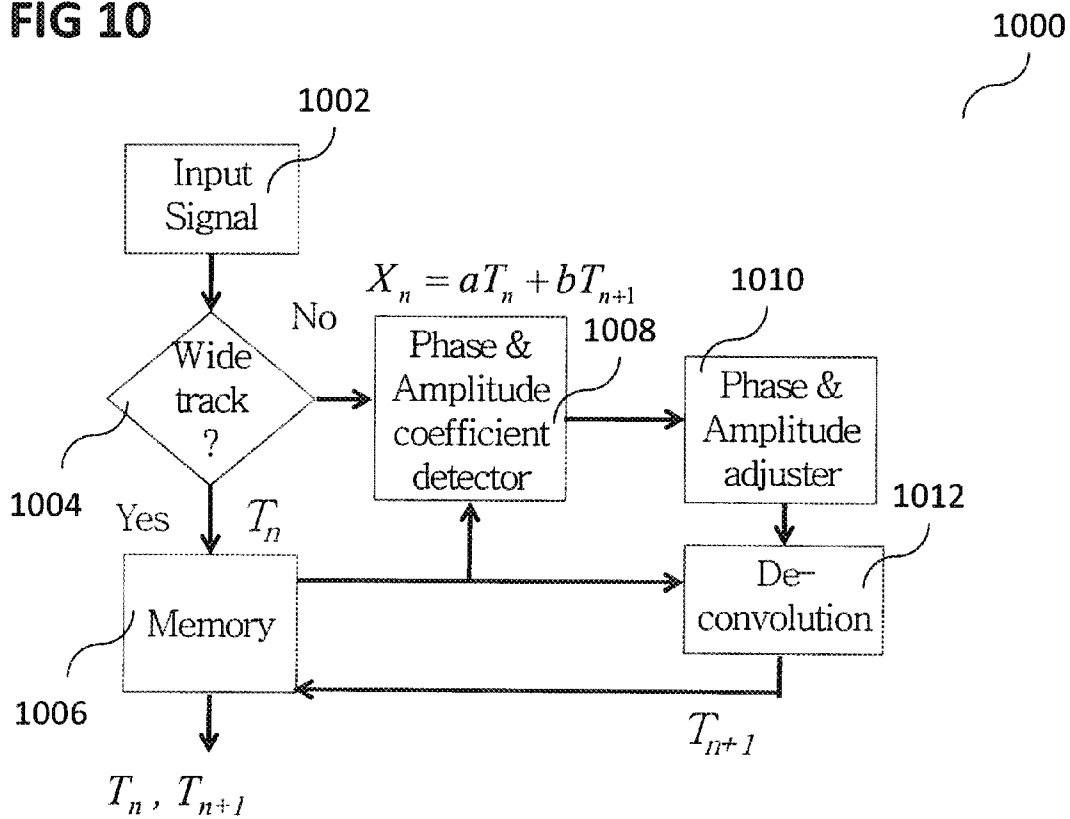 FIG 10
1000
1002
Input
Signal
Wide
track
?
1004
No
Yes
T_n
X_n = aT_n + bT_{n+1}
Phase &
Amplitude
coefficient
detector
1008
1010
Phase &
Amplitude
adjuster
1012
De-
convolution
Memory
1006
T_{n+1}
T_n , T_{n+1}